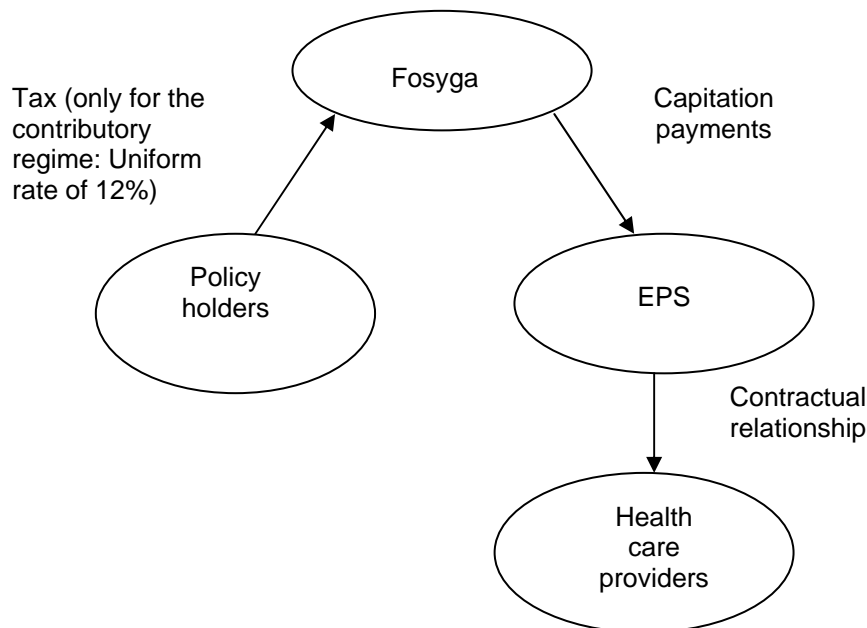 Fosyga
Tax (only for the
contributory
regime: Uniform
rate of 12%)
Capitation
payments
Policy
holders
EPS
Contractual
relationship
Health
care
providers